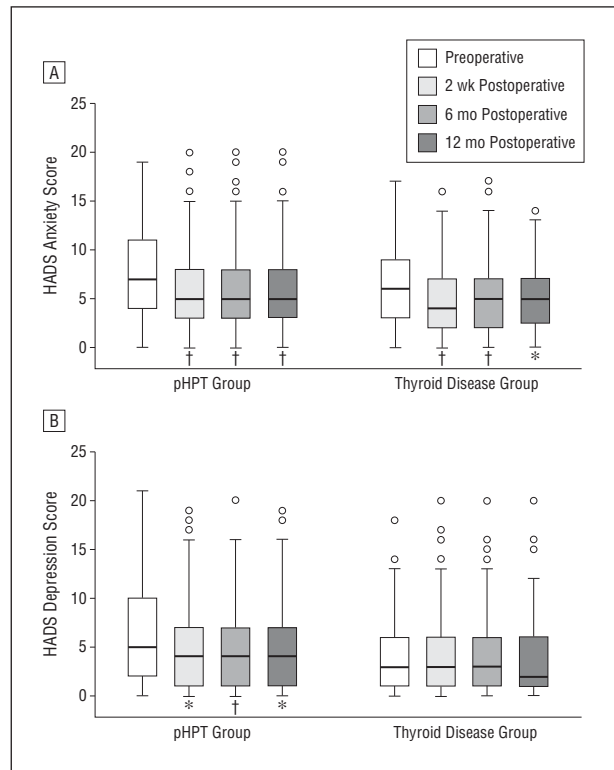 Preoperative
2 wk Postoperative
6 mo Postoperative
12 mo Postoperative
A
25
20
15
10
5
0
HADS Anxiety Score
† † † † † *
pHPT Group Thyroid Disease Group
B
25
20
15
10
5
0
HADS Depression Score
* † *
pHPT Group Thyroid Disease Group